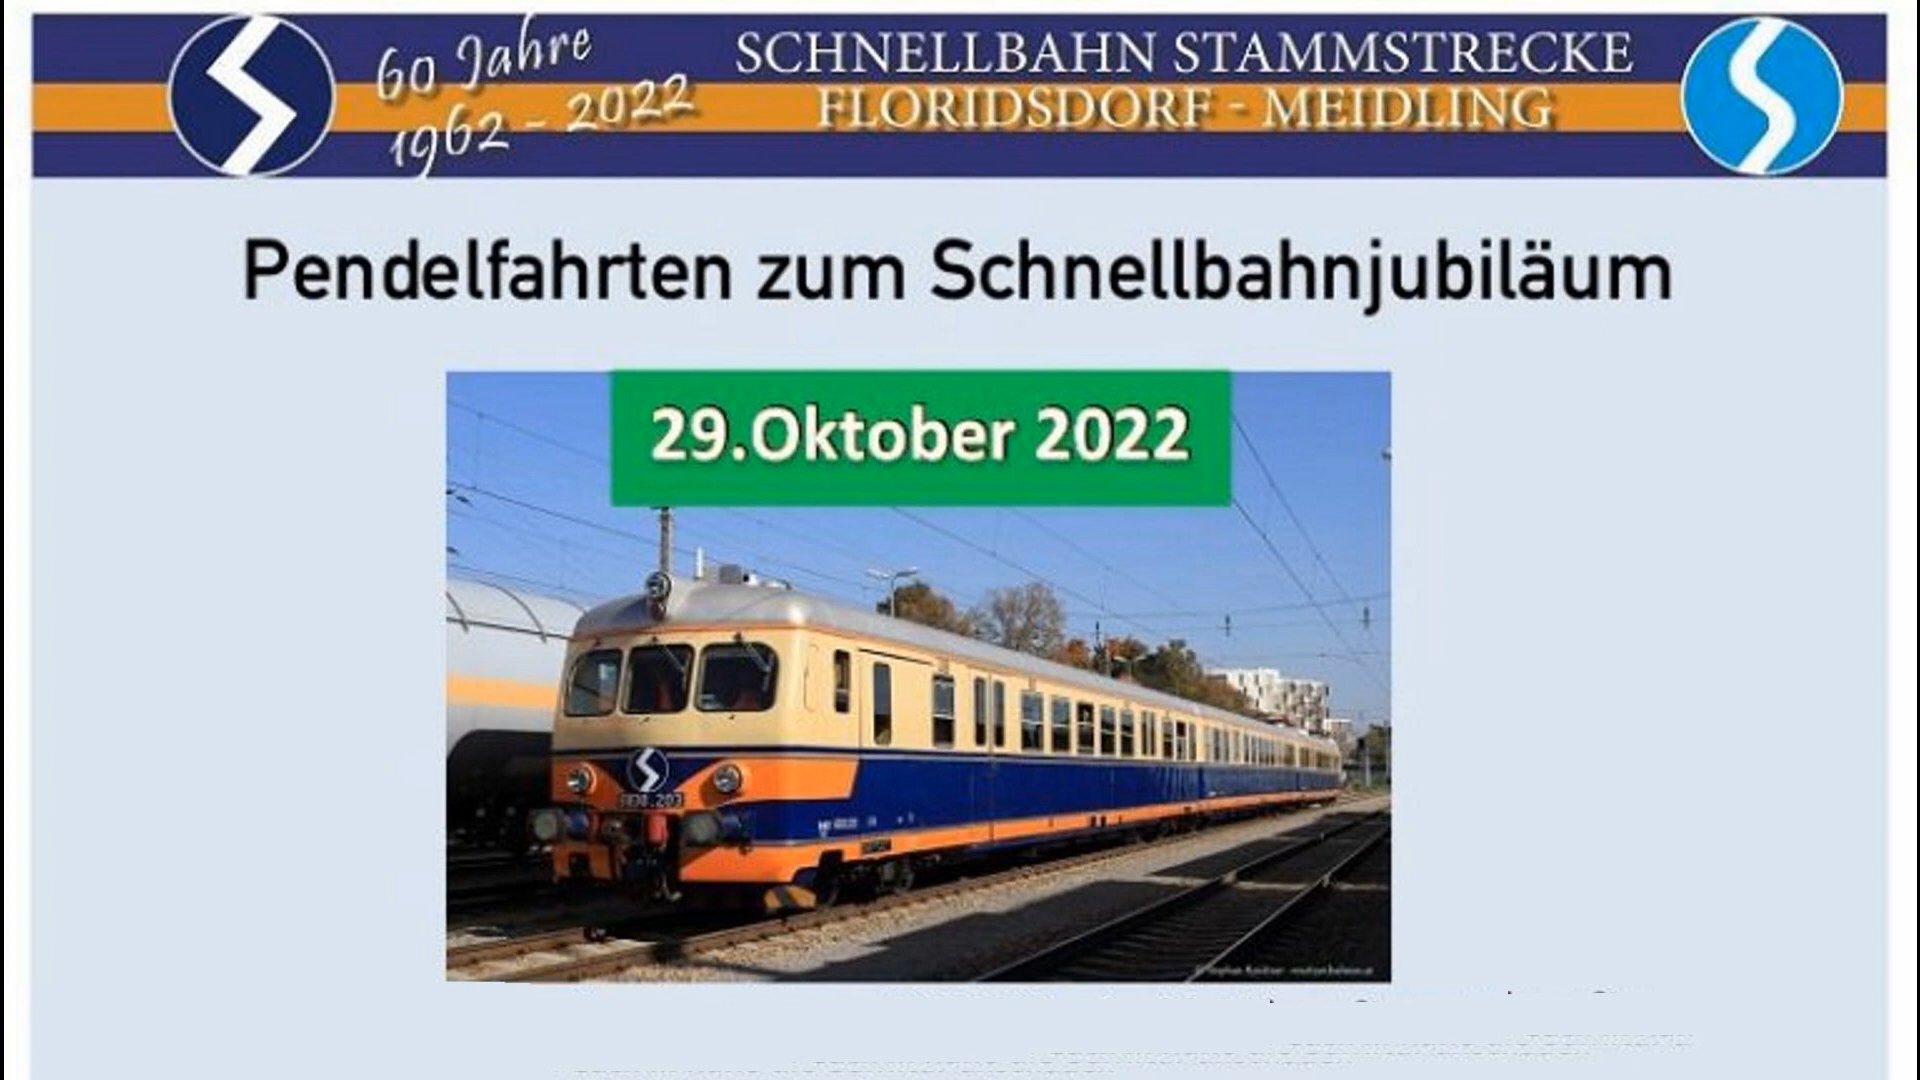 60 Jahre
1962 - 2022
SCHNELLBAHN STAMMSTRECKE
FLORIDSDORF - MEIDLING
Pendelfahrten zum Schnellbahnjubiläum
29.Oktober 2022